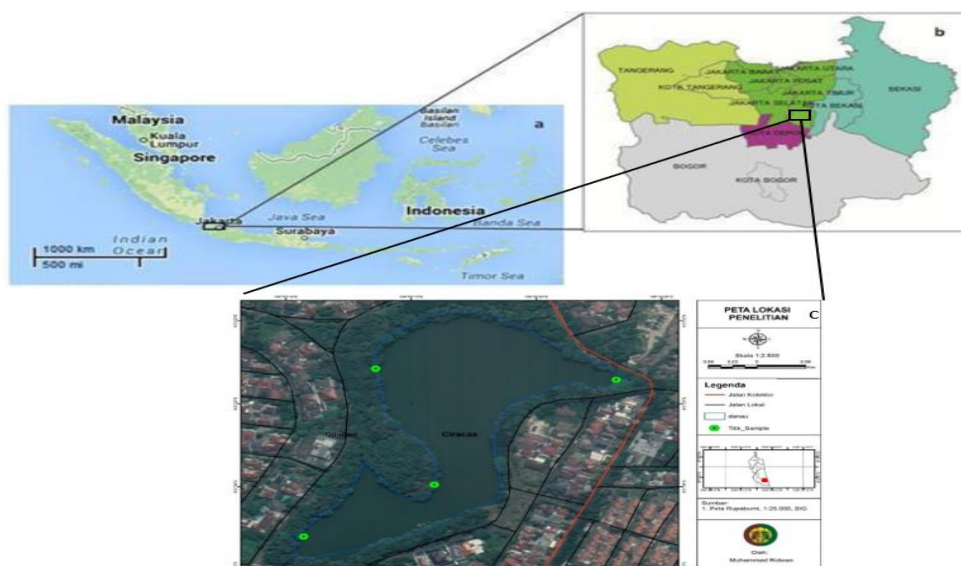 a
Malaysia
Kuala
Lumpur
Singapore
Basilan
Island
Basilan
Celebes
Sea
Jakarta
Java Sea
Surabaya
Indonesia
Banda Sea
1000 km
500 mi
Indian
Ocear
Timor Sea
b
TANGERANG
KOTA TANGERANG
JAKARTA BARAT
JAKARTA UTARA
JAKARTA PUSAT
JAKARTA TIMUR
JAKARTA SELATAN
KOTA BEKASI
BEKASI
KOTA DEPOK
BOGOR
KOTA BOGOR
Ciracas
C
PETA LOKASI
PENELITIAN
Skala 1:2.500
Legenda
Jalan Kolektor
Jalan Lokal
danau
Titik_Sample
Sumber:
1. Peta Rupabumi, 1:25.000, BIG
Oleh:
Muhammad Ridwan